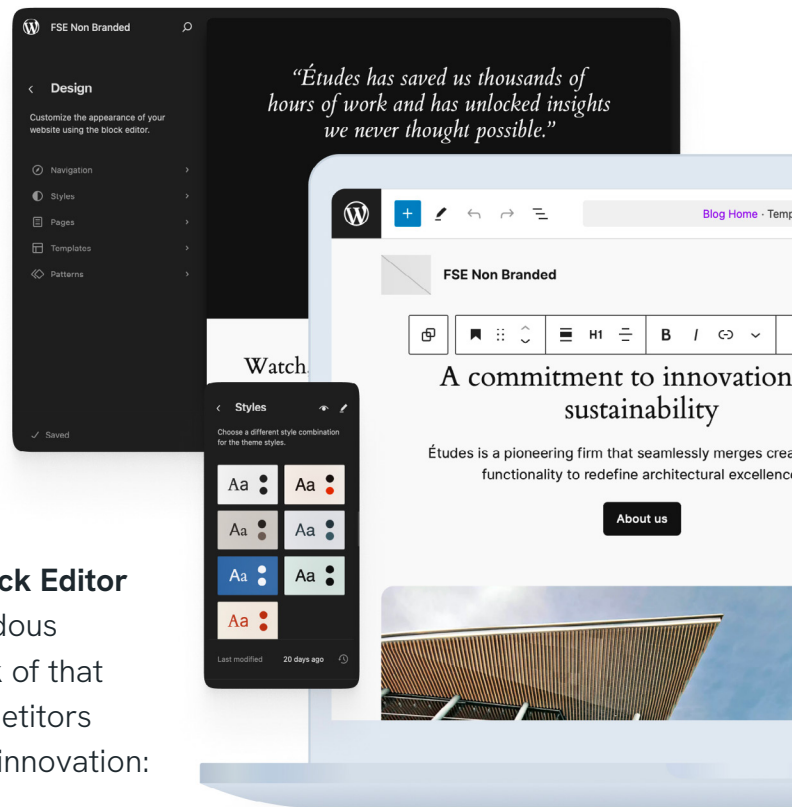 FSE Non Branded
Design
Customize the appearance of your
website using the block editor.
Navigation
Styles
Pages
Templates
Patterns
Saved
“Études has saved us thousands of
hours of work and has unlocked insights
we never thought possible.”
Watch
Styles
Choose a different style combination
for the theme styles.
Aa Aa
Aa Aa
Aa Aa
Aa
Last modified 20 days ago
Blog Home · Temp
FSE Non Branded
H1 B I
A commitment to innovation
sustainability
Études is a pioneering firm that seamlessly merges crea
functionality to redefine architectural excellenc
About us
ck Editor
dous
of that
etitors
innovation: